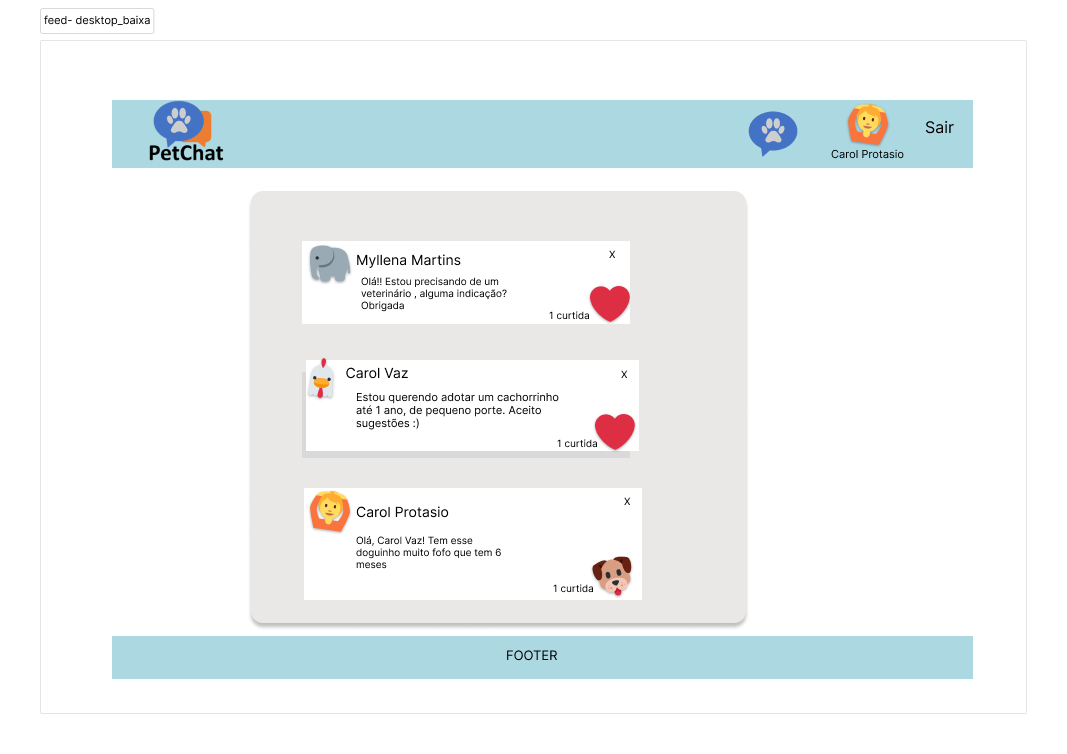 feed- desktop_baixa
PetChat
Carol Protasio
Sair
Myllena Martins
X
Olá!! Estou precisando de um
veterinário , alguma indicação?
Obrigada
1 curtida
Carol Vaz
X
Estou querendo adotar um cachorrinho
até 1 ano, de pequeno porte. Aceito
sugestões :)
1 curtida
Carol Protasio
X
Olá, Carol Vaz! Tem esse
doguinho muito fofo que tem 6
meses
1 curtida
FOOTER